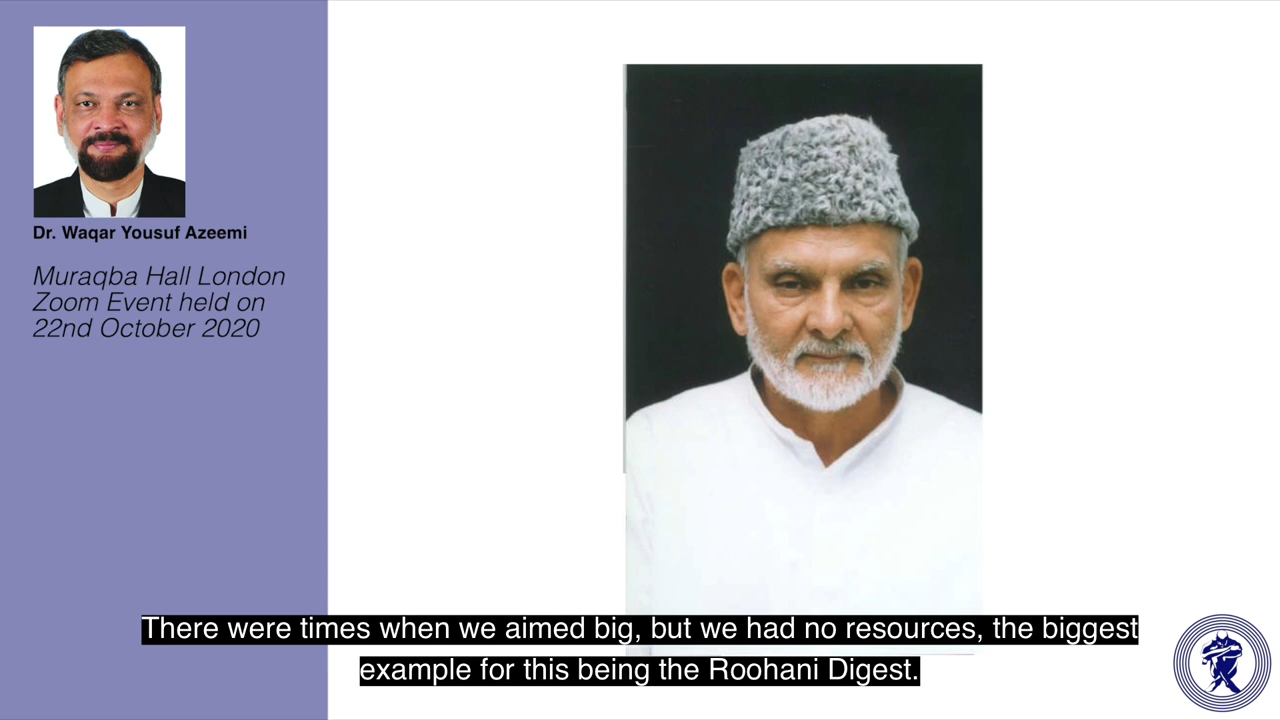 Dr. Waqar Yousuf Azeemi
Muraqba Hall London
Zoom Event held on
22nd October 2020
There were times when we aimed big, but we had no resources, the biggest
example for this being the Roohani Digest.